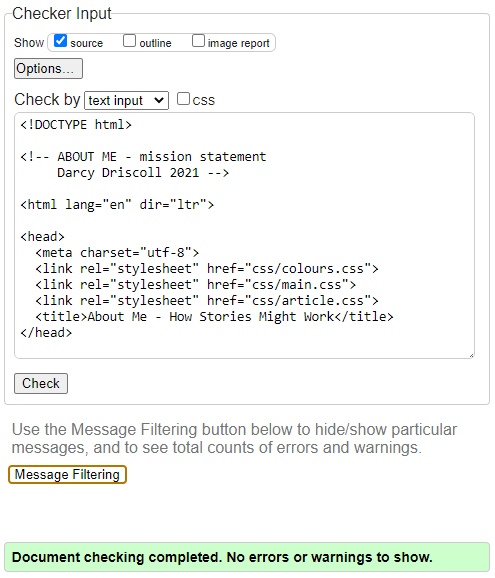 Checker Input
Show source outline image report
Options...
Check by text input css
<!DOCTYPE html>
<!-- ABOUT ME - mission statement
Darcy Driscoll 2021 -->
<html lang="en" dir="ltr">
<head>
<meta charset="utf-8">
<link rel="stylesheet" href="css/colours.css">
<link rel="stylesheet" href="css/main.css">
<link rel="stylesheet" href="css/article.css">
<title>About Me - How Stories Might Work</title>
</head>
Check
Use the Message Filtering button below to hide/show particular
messages, and to see total counts of errors and warnings.
Message Filtering
Document checking completed. No errors or warnings to show.